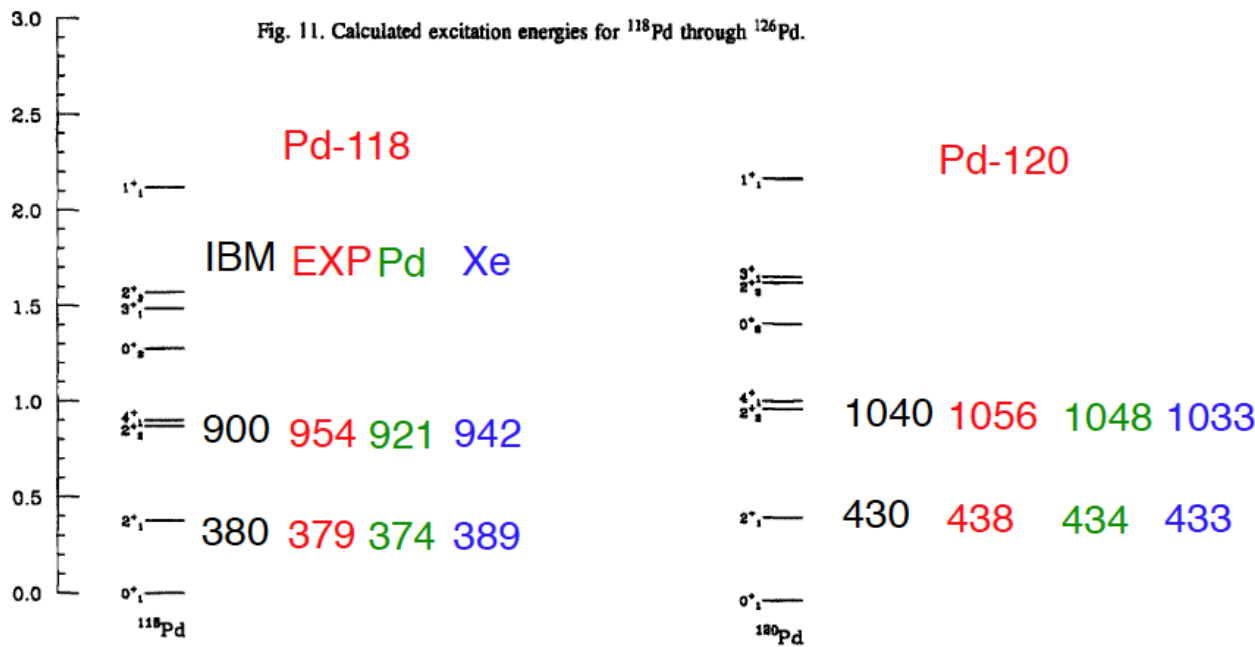 3.0
Fig. 11. Calculated excitation energies for ¹¹⁸Pd through ¹²⁶Pd.
2.5
Pd-118
Pd-120
1⁺₁
1⁺₁
2.0
IBM EXP Pd Xe
3⁺₁
2⁺₃
2⁺₃
3⁺₁
1.5
0⁺₂
0⁺₂
1.0
4⁺₁
2⁺₂
900 954 921 942
4⁺₁
2⁺₂
1040 1056 1048 1033
0.5
2⁺₁
380 379 374 389
2⁺₁
430 438 434 433
0.0
0⁺₁
0⁺₁
¹¹⁸Pd
¹²⁰Pd